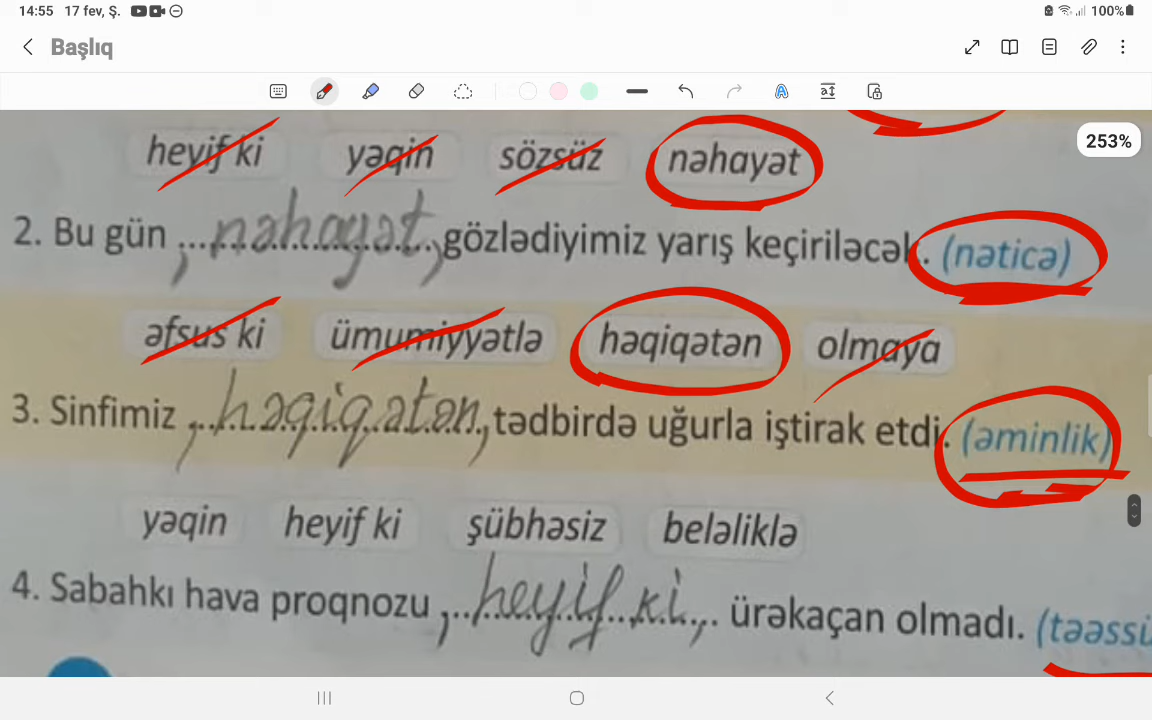 14:55 17 fev, Ş. 100%
Başlıq
253%
heyif ki yəqin sözsüz nəhayət
2. Bu gün ,...nəhayət..., gözlədiyimiz yarış keçiriləcək. (nəticə)
əfsus ki ümumiyyətlə həqiqətən olmaya
3. Sinfimiz ,...həqiqətən..., tədbirdə uğurla iştirak etdi. (əminlik)
yəqin heyif ki şübhəsiz beləliklə
4. Sabahkı hava proqnozu ,...heyif ki..., ürəkaçan olmadı. (təəssü